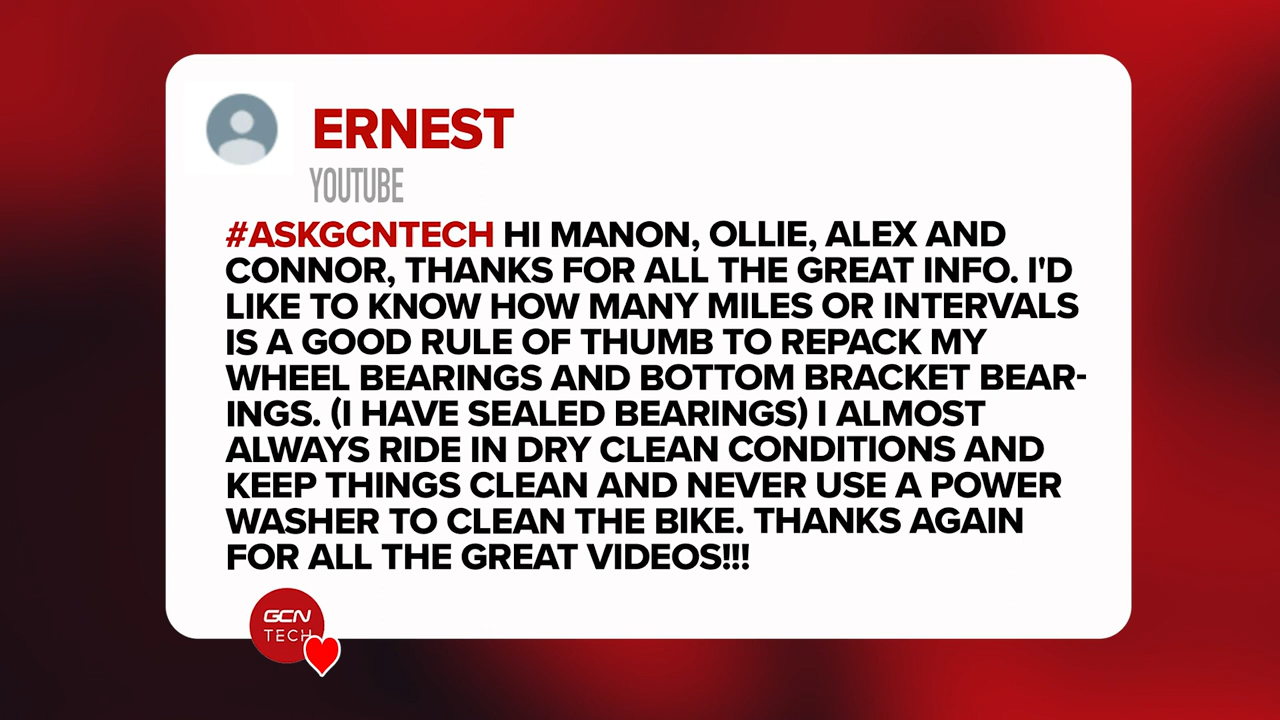 ERNEST
YOUTUBE
#ASKGCNTECH HI MANON, OLLIE, ALEX AND
CONNOR, THANKS FOR ALL THE GREAT INFO. I'D
LIKE TO KNOW HOW MANY MILES OR INTERVALS
IS A GOOD RULE OF THUMB TO REPACK MY
WHEEL BEARINGS AND BOTTOM BRACKET BEAR-
INGS. (I HAVE SEALED BEARINGS) I ALMOST
ALWAYS RIDE IN DRY CLEAN CONDITIONS AND
KEEP THINGS CLEAN AND NEVER USE A POWER
WASHER TO CLEAN THE BIKE. THANKS AGAIN
FOR ALL THE GREAT VIDEOS!!!
GCN
TECH